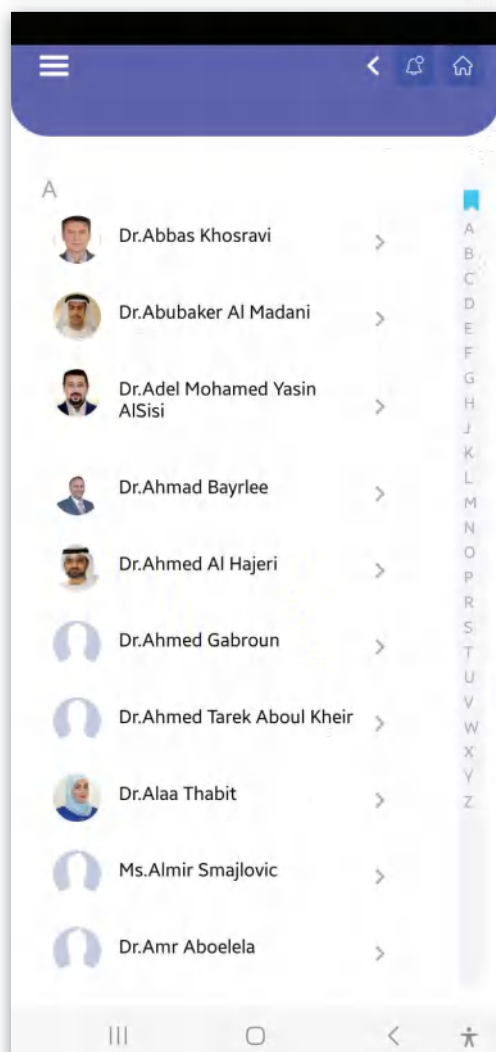 A
Dr.Abbas Khosravi
Dr.Abubaker Al Madani
Dr.Adel Mohamed Yasin
AlSisi
Dr.Ahmad Bayrlee
Dr.Ahmed Al Hajeri
Dr.Ahmed Gabroun
Dr.Ahmed Tarek Aboul Kheir
Dr.Alaa Thabit
Ms.Almir Smajlovic
Dr.Amr Aboelela
A
B
C
D
E
F
G
H
J
K
L
M
N
O
P
R
S
T
U
V
W
X
Y
Z